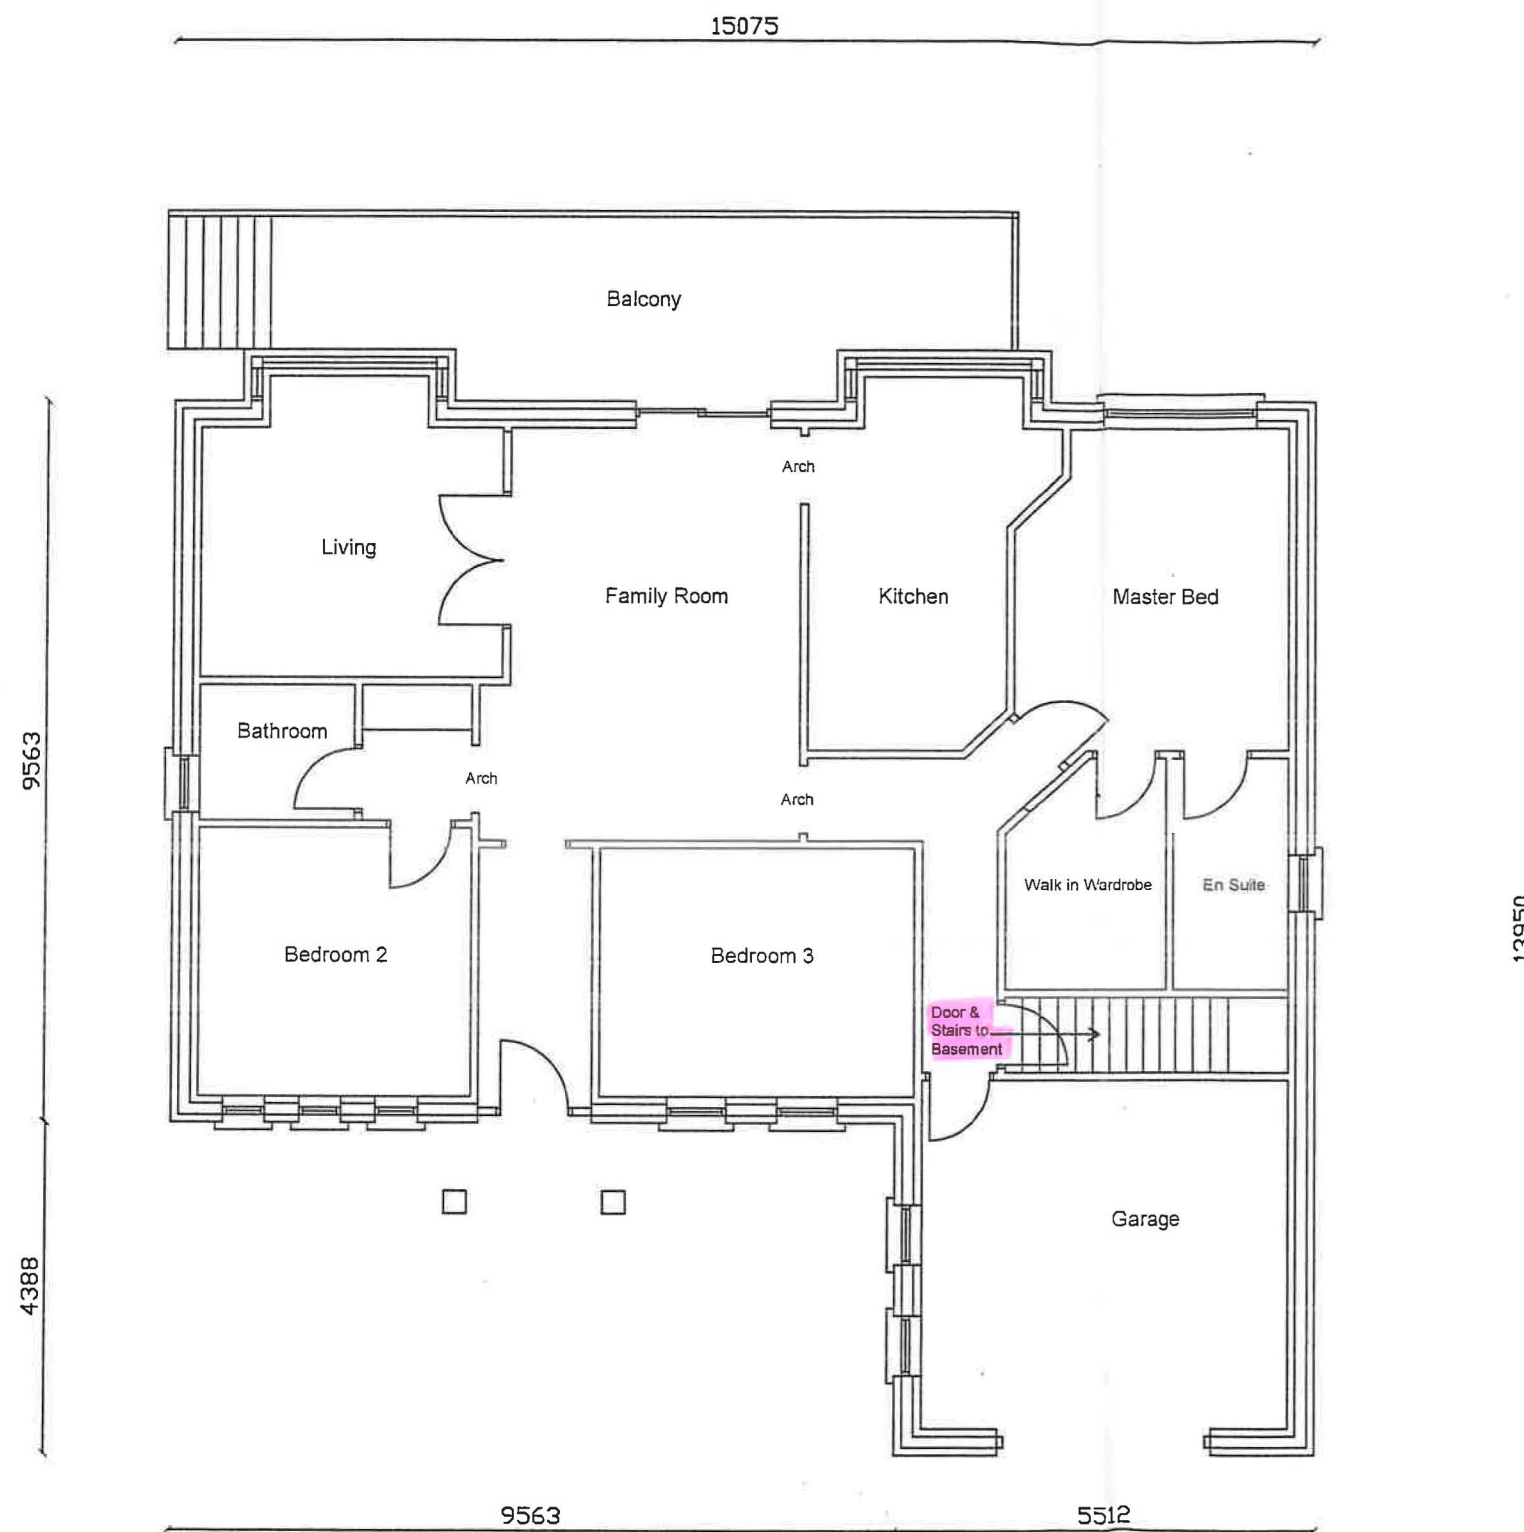 15075
Balcony
Arch
Living
Family Room
Kitchen
Master Bed
Bathroom
Arch
Arch
9563
Walk in Wardrobe
En Suite
Bedroom 2
Bedroom 3
13950
Door &
Stairs to
Basement
Garage
4388
9563
5512